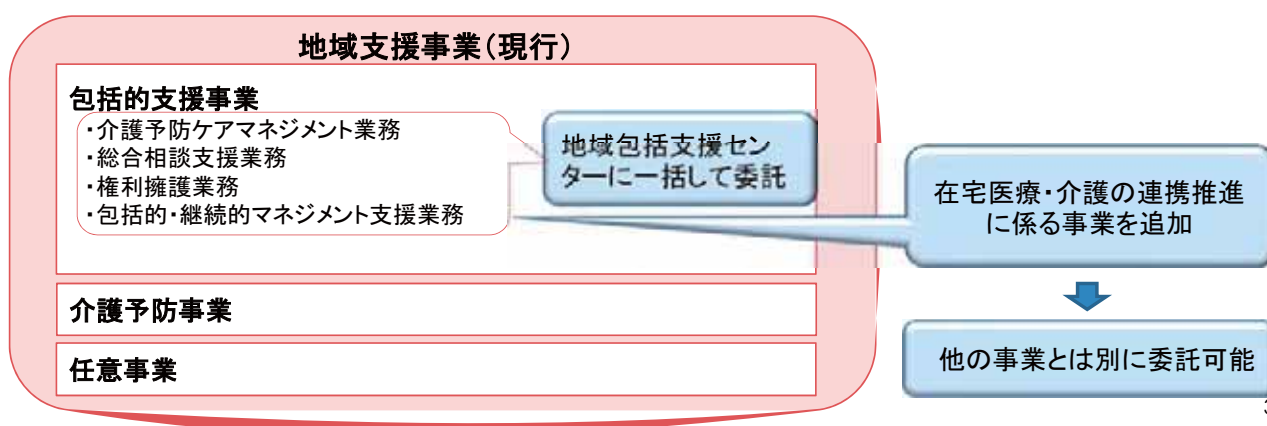 地域支援事業（現行）
包括的支援事業
・介護予防ケアマネジメント業務
・総合相談支援業務
・権利擁護業務
・包括的・継続的マネジメント支援業務
地域包括支援セン
ターに一括して委託
在宅医療・介護の連携推進
に係る事業を追加
介護予防事業
他の事業とは別に委託可能
任意事業